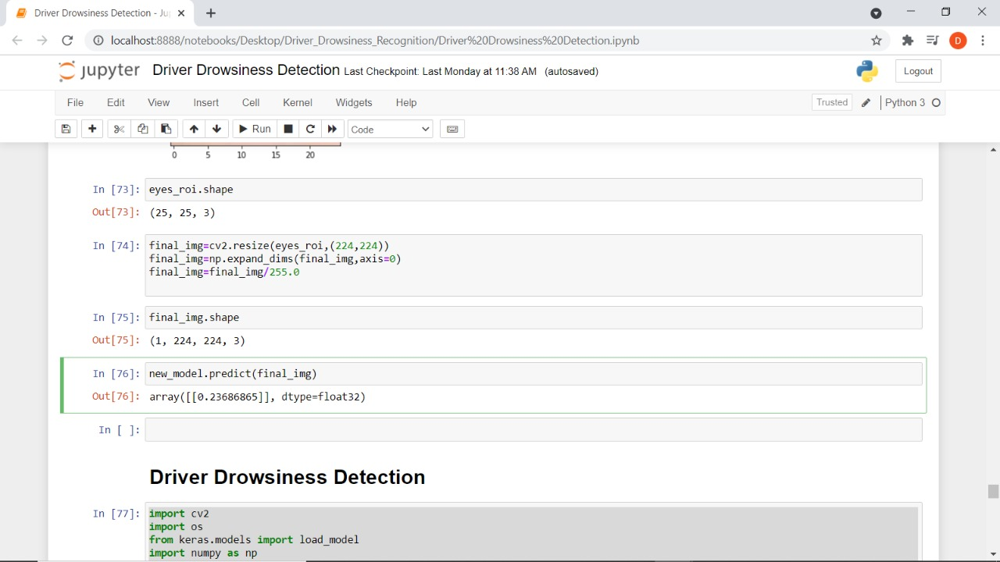 Driver Drowsiness Detection - Ju
localhost:8888/notebooks/Desktop/Driver_Drowsiness_Recognition/Driver%20Drowsiness%20Detection.ipynb
D
jupyter Driver Drowsiness Detection Last Checkpoint: Last Monday at 11:38 AM (autosaved)
Logout
File Edit View Insert Cell Kernel Widgets Help
Trusted Python 3
Run Code
0 5 10 15 20
In [73]: eyes_roi.shape
Out[73]: (25, 25, 3)
In [74]: final_img=cv2.resize(eyes_roi,(224,224))
final_img=np.expand_dims(final_img,axis=0)
final_img=final_img/255.0
In [75]: final_img.shape
Out[75]: (1, 224, 224, 3)
In [76]: new_model.predict(final_img)
Out[76]: array([[0.23686865]], dtype=float32)
In [ ]:
Driver Drowsiness Detection
In [77]: import cv2
import os
from keras.models import load_model
import numpy as np